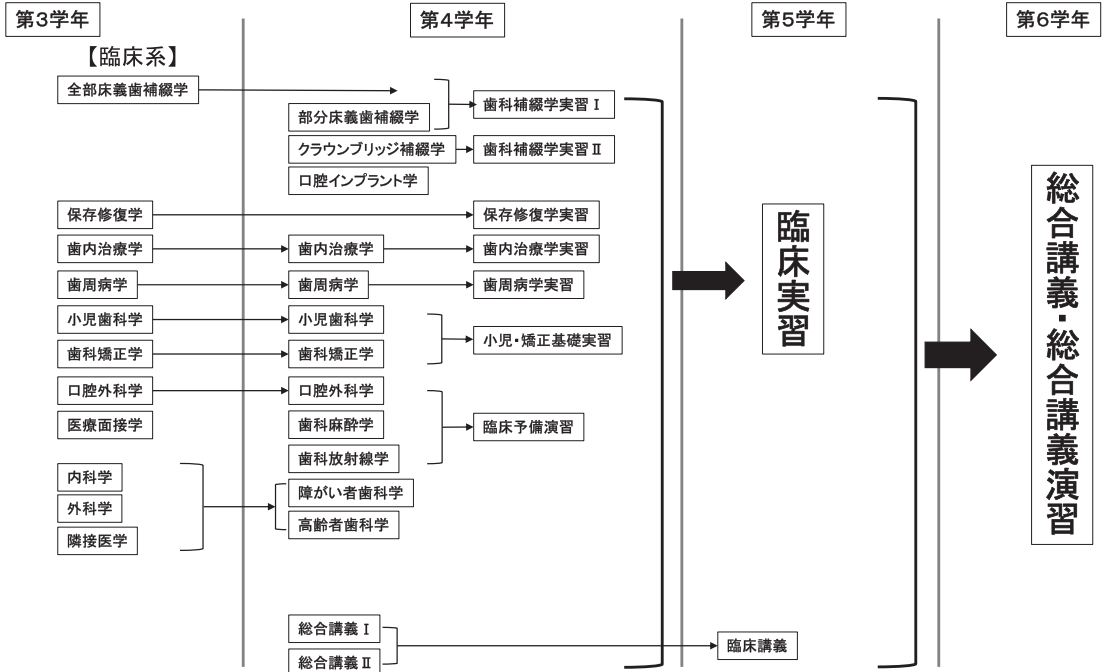 第3学年
第4学年
第5学年
第6学年
【臨床系】
全部床義歯補綴学
部分床義歯補綴学
歯科補綴学実習Ⅰ
クラウンブリッジ補綴学
歯科補綴学実習Ⅱ
口腔インプラント学
保存修復学
保存修復学実習
歯内治療学
歯内治療学
歯内治療学実習
歯周病学
歯周病学
歯周病学実習
小児歯科学
小児歯科学
小児・矯正基礎実習
歯科矯正学
歯科矯正学
口腔外科学
口腔外科学
医療面接学
歯科麻酔学
臨床予備演習
歯科放射線学
内科学
障がい者歯科学
外科学
高齢者歯科学
隣接医学
総合講義Ⅰ
総合講義Ⅱ
臨床講義
臨床実習
総合講義・総合講義演習